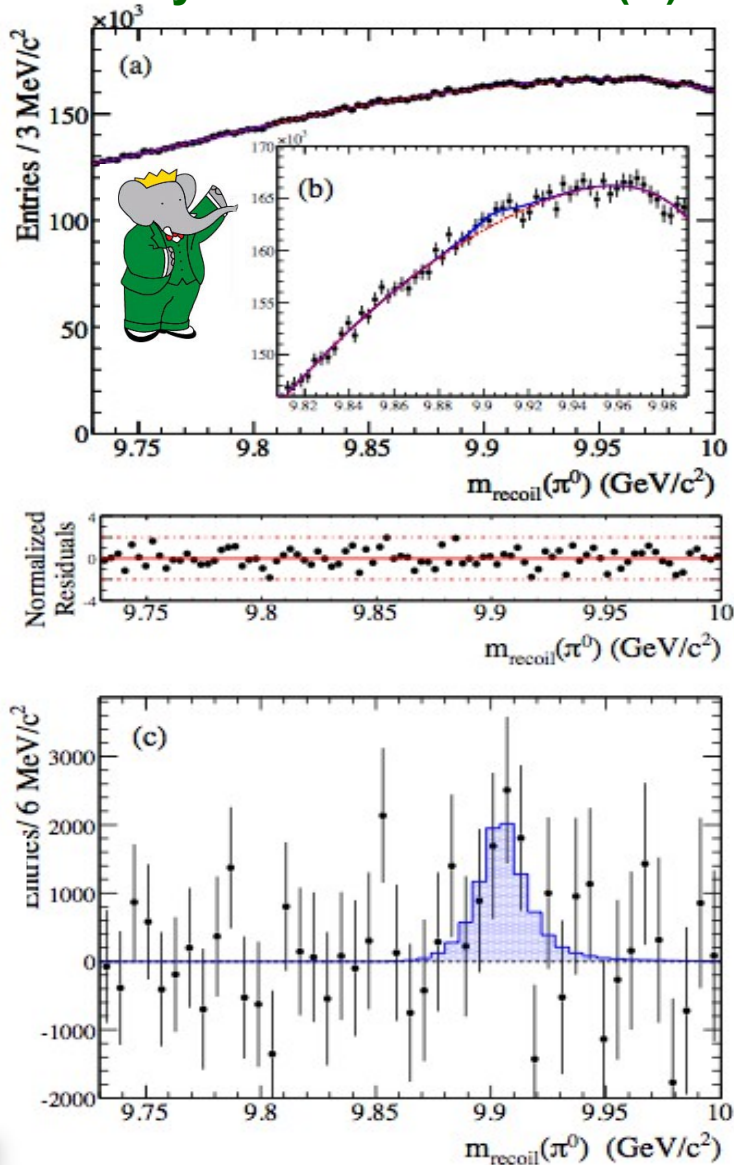 ×10³
Entries / 3 MeV/c²
(a)
150
100
50
0
9.75 9.8 9.85 9.9 9.95 10
m_recoil(π⁰) (GeV/c²)
×10³
(b)
170
165
160
155
150
9.82 9.84 9.86 9.88 9.9 9.92 9.94 9.96 9.98
Normalized
Residuals
4
0
-4
9.75 9.8 9.85 9.9 9.95 10
m_recoil(π⁰) (GeV/c²)
Entries/ 6 MeV/c²
(c)
3000
2000
1000
0
-1000
-2000
9.75 9.8 9.85 9.9 9.95 10
m_recoil(π⁰) (GeV/c²)